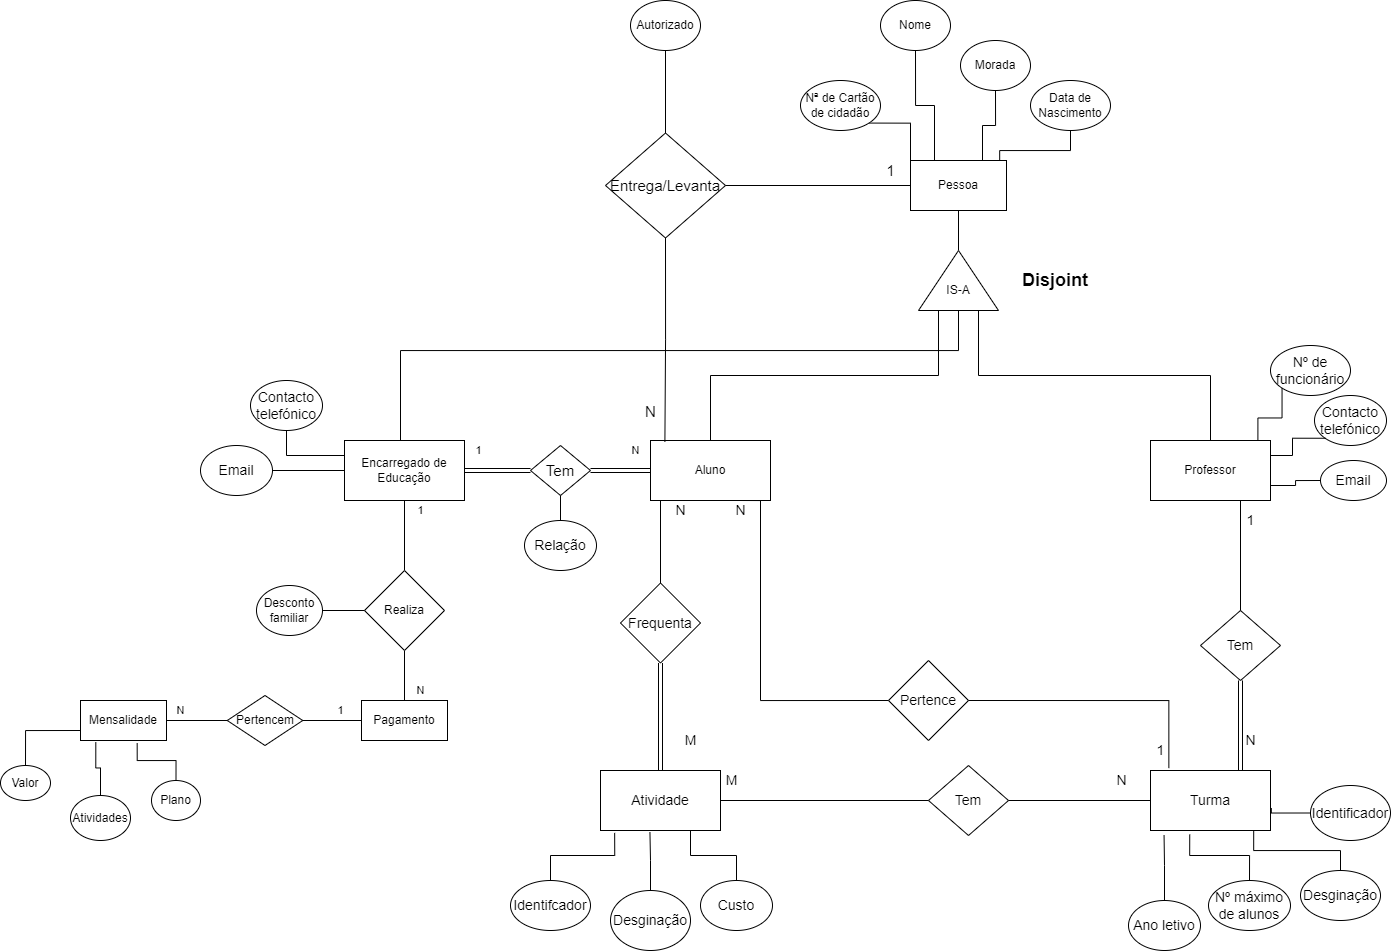 Autorizado
Nome
Morada
Nª de Cartão
de cidadão
Data de
Nascimento
Entrega/Levanta
1
Pessoa
IS-A
Disjoint
Nº de
funcionário
Contacto
telefónico
Contacto
telefónico
N
Email
Encarregado de
Educação
1
Tem
N
Aluno
Professor
Email
1
N
N
1
Relação
Desconto
familiar
Realiza
Frequenta
Tem
N
Pertence
Mensalidade
N
Pertencem
1
Pagamento
M
1
N
Valor
Atividades
Plano
Atividade
M
Tem
N
Turma
Identificador
Identifcador
Desginação
Custo
Ano letivo
Nº máximo
de alunos
Desginação